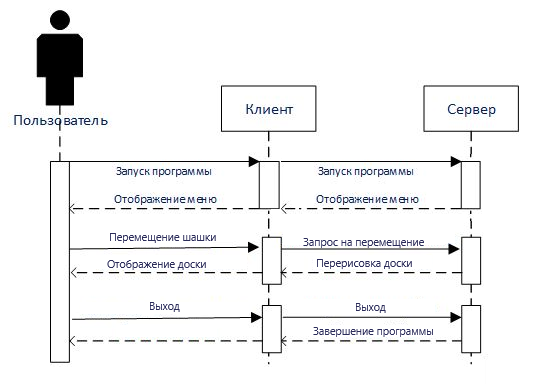 Пользователь
Клиент
Сервер
Запуск программы
Запуск программы
Отображение меню
Отображение меню
Перемещение шашки
Запрос на перемещение
Отображение доски
Перерисовка доски
Выход
Выход
Завершение программы